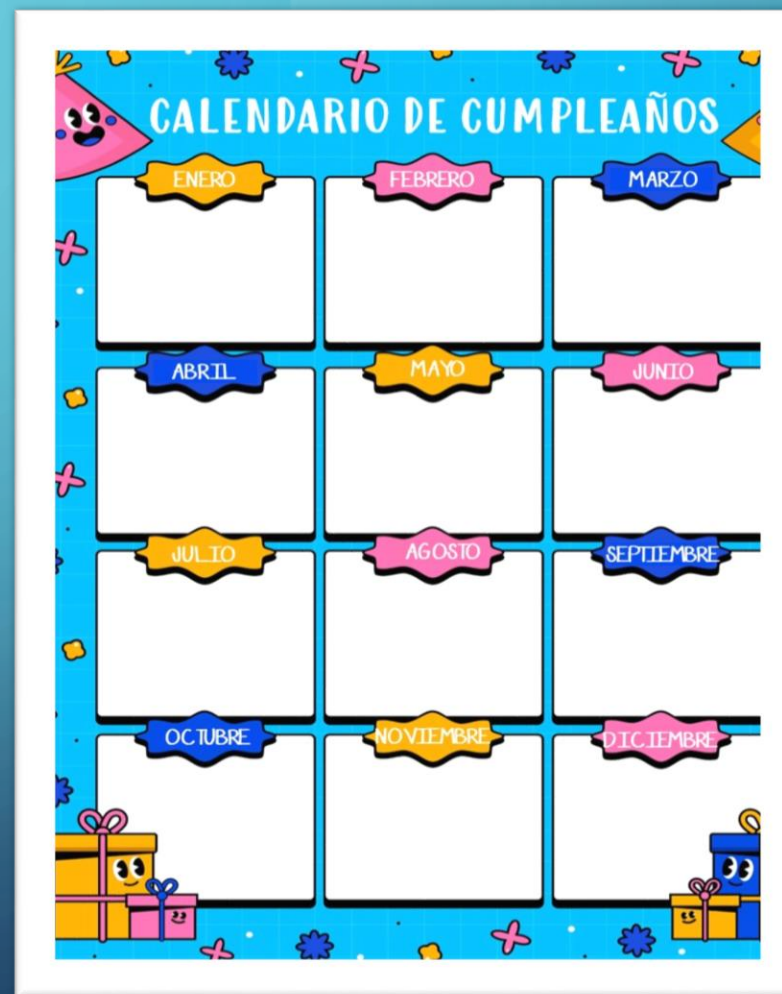 CALENDARIO DE CUMPLEAÑOS
ENERO
FEBRERO
MARZO
ABRIL
MAYO
JUNIO
JULIO
AGOSTO
SEPTIEMBRE
OCTUBRE
NOVIEMBRE
DICIEMBRE